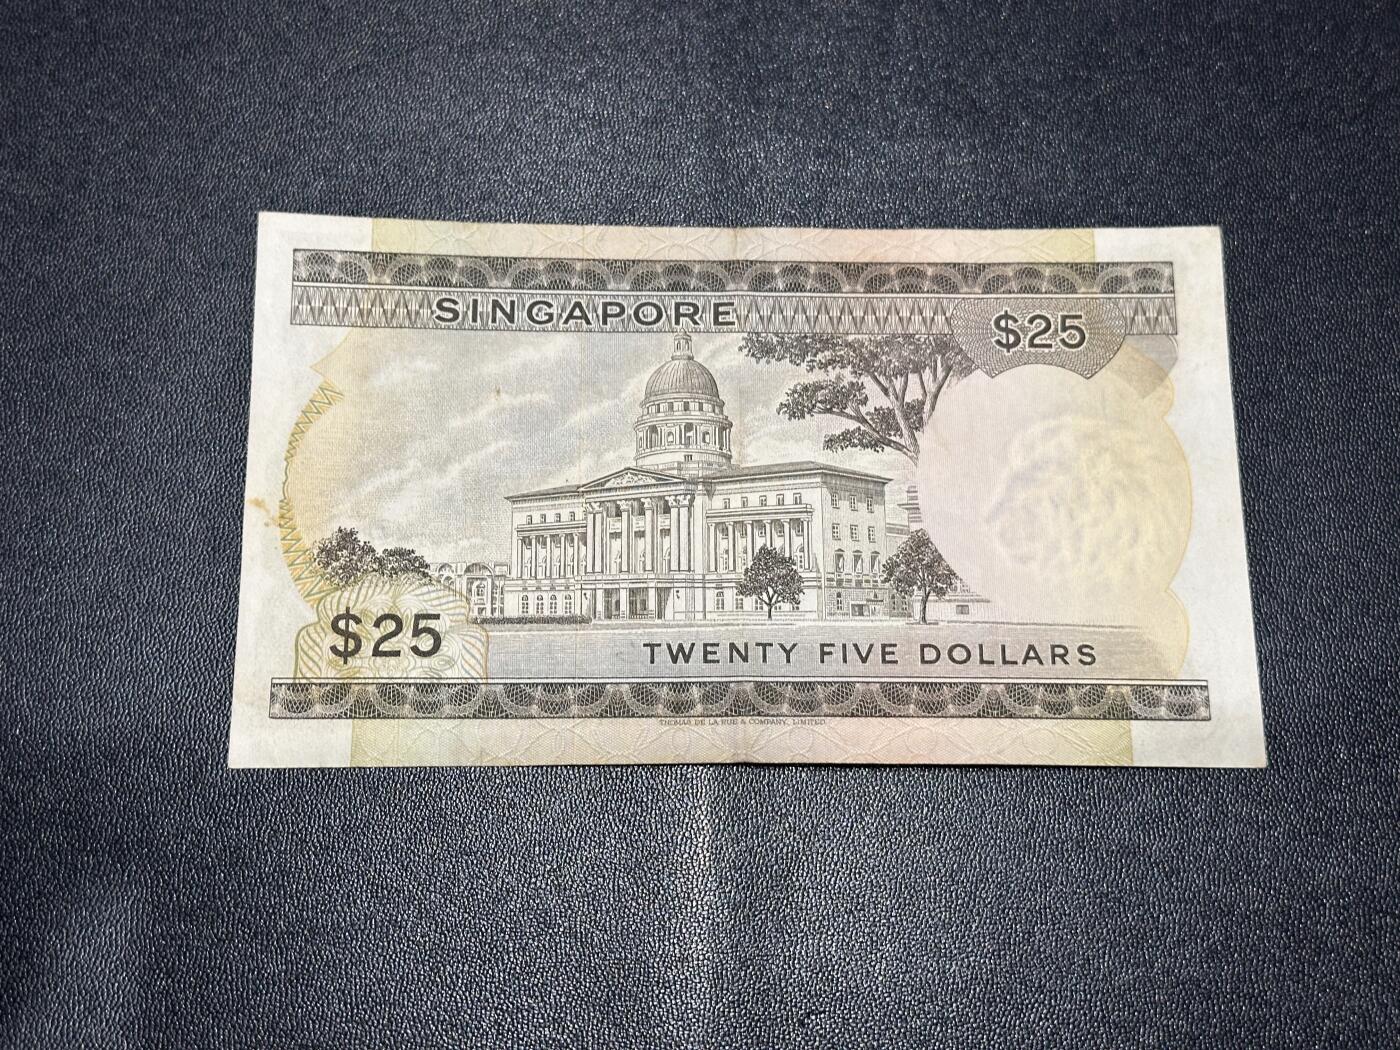 SINGAPORE
$25
$25
TWENTY FIVE DOLLARS
THOMAS DE LA RUE & COMPANY, LIMITED